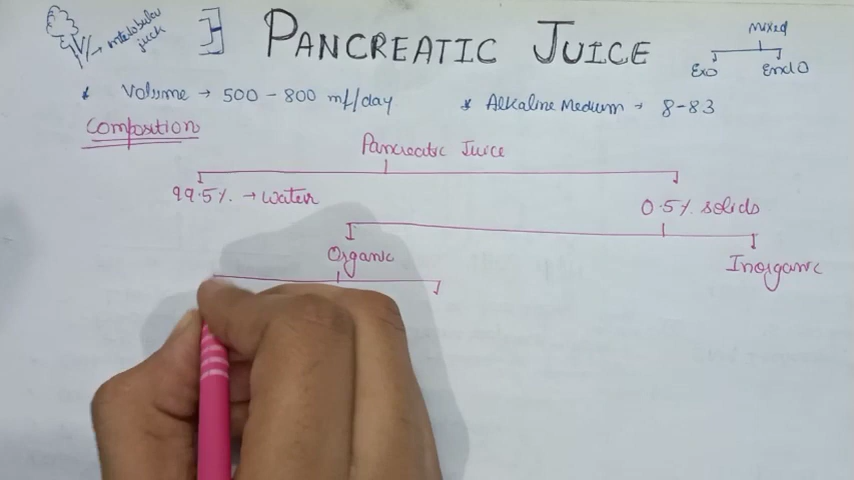 PANCREATIC JUICE
Mixed
Exo
Endo
* Volume → 500 - 800 ml/day
* Alkaline Medium → 8-8.3
Composition
Pancreatic Juice
99.5%. → Water
0.5%. solids
Organic
Inorganic